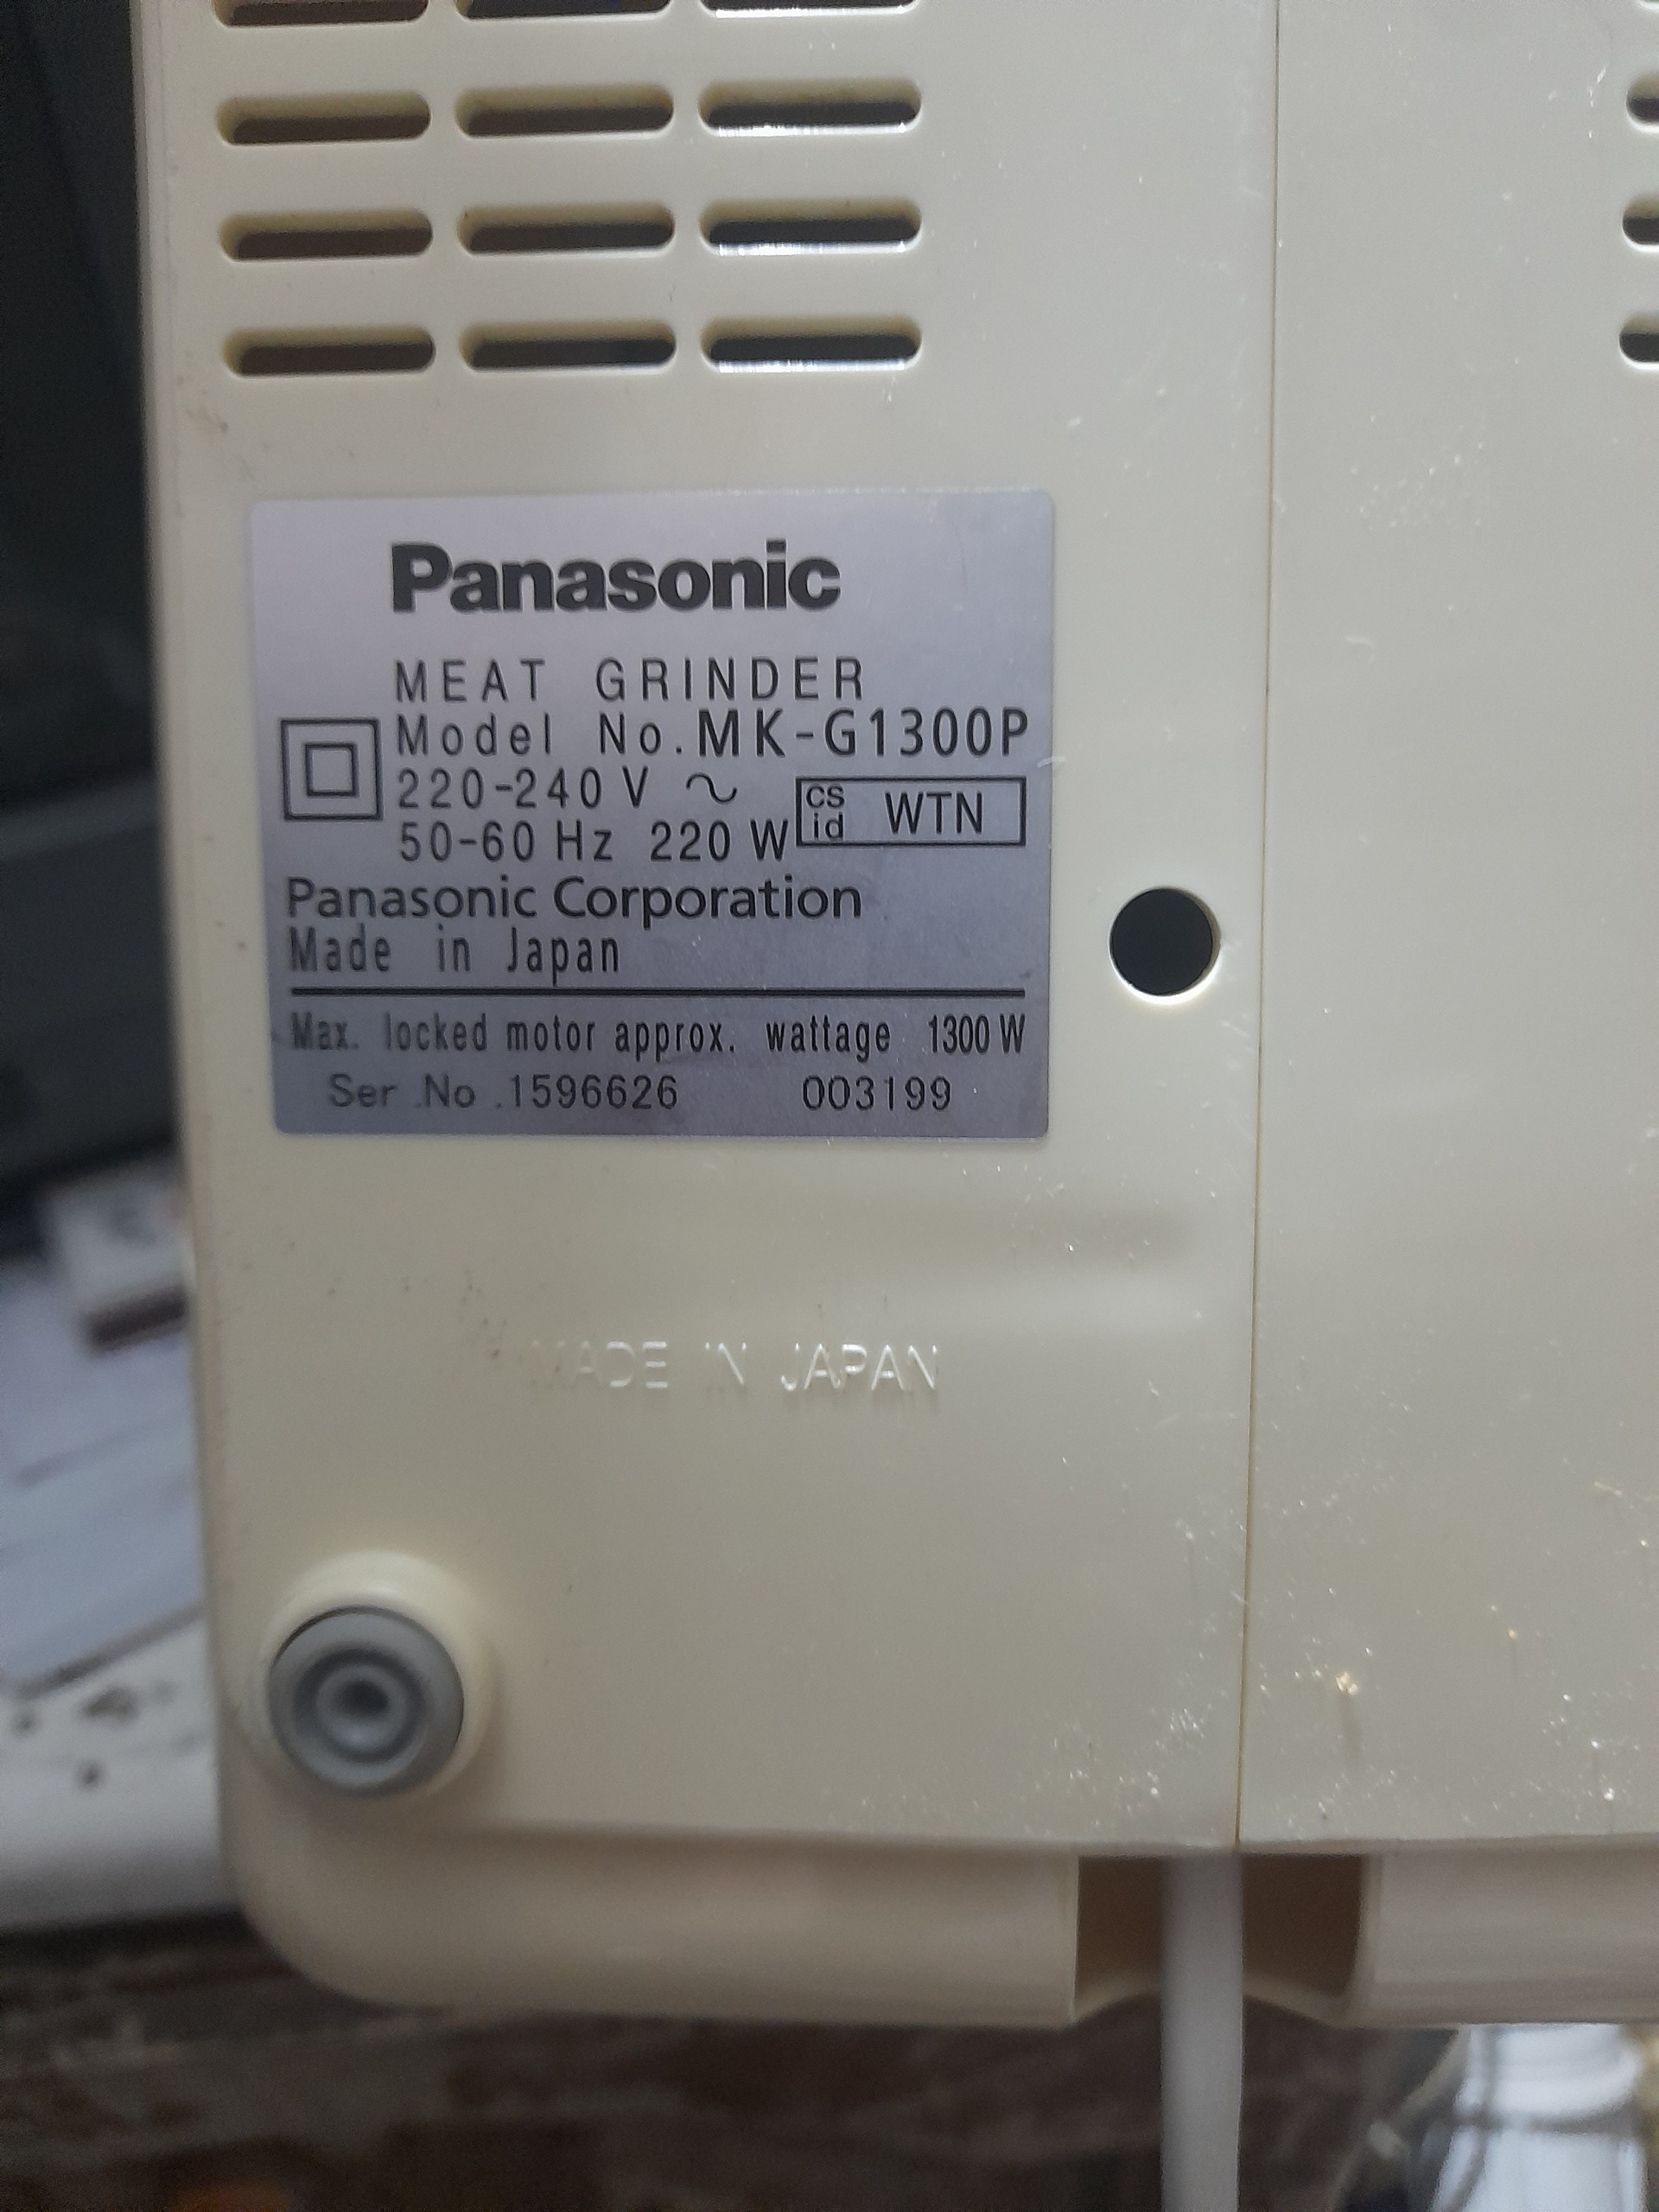 Panasonic
MEAT GRINDER
Model No. MK-G1300P
220-240 V ~
cs id WTN
50-60 Hz 220 W
Panasonic Corporation
Made in Japan
Max. locked motor approx. wattage 1300 W
Ser .No .1596626 003199
MADE IN JAPAN